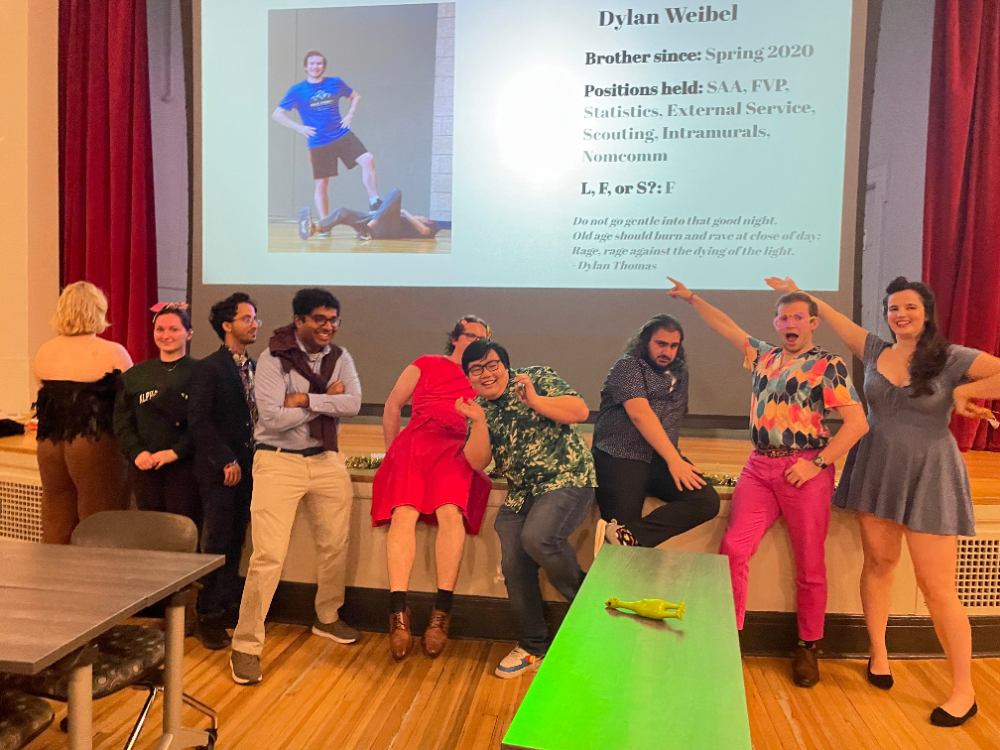 Dylan Weibel
Brother since: Spring 2020
Positions held: SAA, FVP,
Statistics, External Service,
Scouting, Intramurals,
Nomcomm
L, F, or S?: F
Do not go gentle into that good night.
Old age should burn and rave at close of day;
Rage, rage against the dying of the light.
- Dylan Thomas